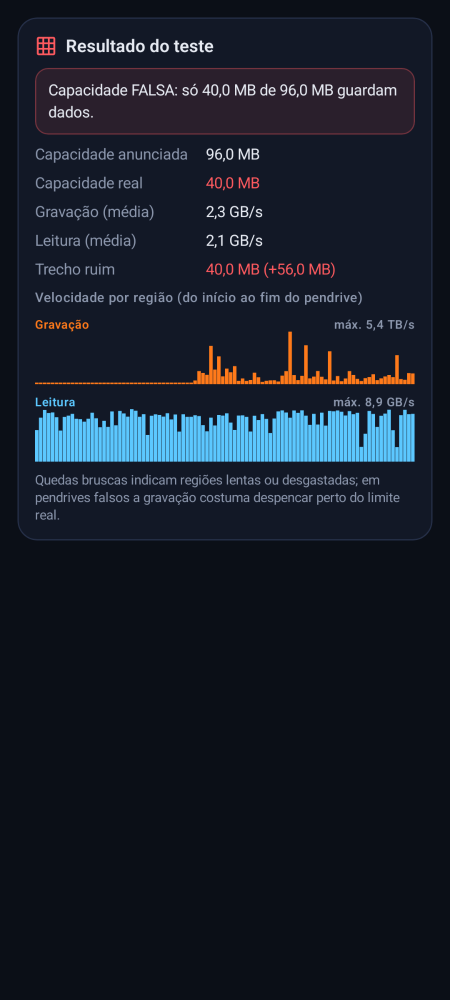 Resultado do teste
Capacidade FALSA: só 40,0 MB de 96,0 MB guardam
dados.
Capacidade anunciada 96,0 MB
Capacidade real 40,0 MB
Gravação (média) 2,3 GB/s
Leitura (média) 2,1 GB/s
Trecho ruim 40,0 MB (+56,0 MB)
Velocidade por região (do início ao fim do pendrive)
Gravação máx. 5,4 TB/s
Leitura máx. 8,9 GB/s
Quedas bruscas indicam regiões lentas ou desgastadas; em
pendrives falsos a gravação costuma despencar perto do limite
real.